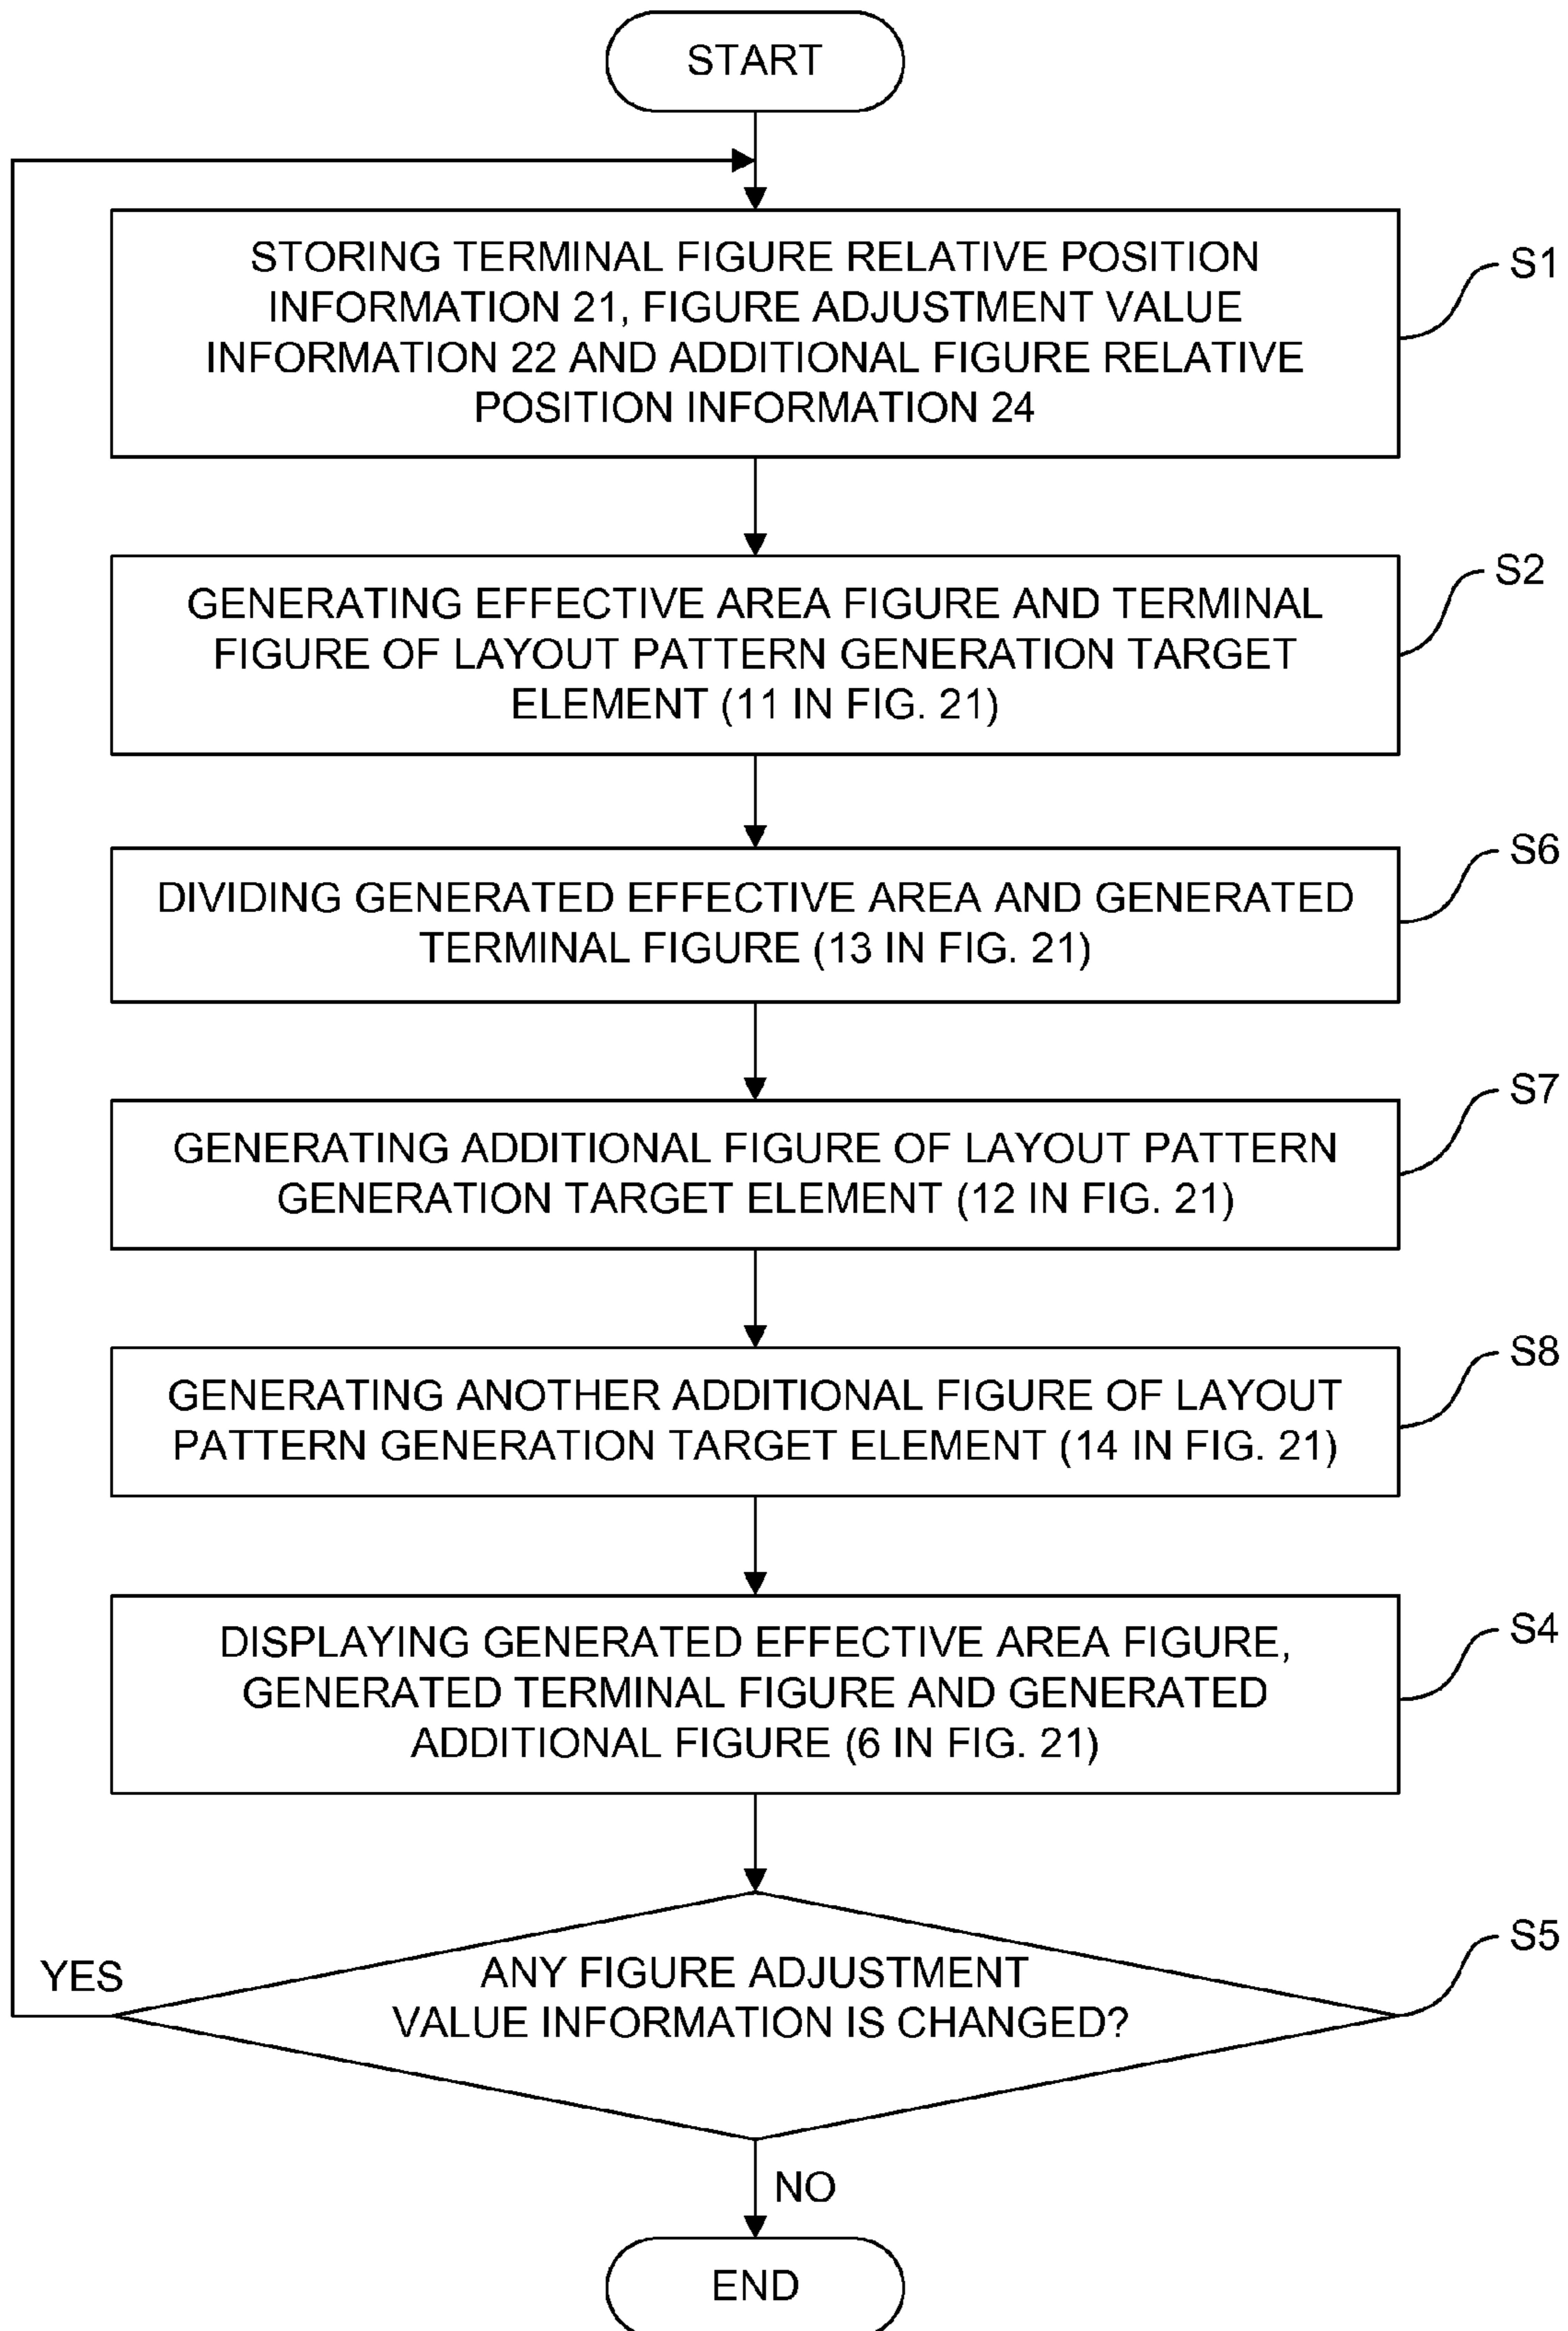 START
STORING TERMINAL FIGURE RELATIVE POSITION
INFORMATION 21, FIGURE ADJUSTMENT VALUE
INFORMATION 22 AND ADDITIONAL FIGURE RELATIVE
POSITION INFORMATION 24
S1
GENERATING EFFECTIVE AREA FIGURE AND TERMINAL
FIGURE OF LAYOUT PATTERN GENERATION TARGET
ELEMENT (11 IN FIG. 21)
S2
DIVIDING GENERATED EFFECTIVE AREA AND GENERATED
TERMINAL FIGURE (13 IN FIG. 21)
S6
GENERATING ADDITIONAL FIGURE OF LAYOUT PATTERN
GENERATION TARGET ELEMENT (12 IN FIG. 21)
S7
GENERATING ANOTHER ADDITIONAL FIGURE OF LAYOUT
PATTERN GENERATION TARGET ELEMENT (14 IN FIG. 21)
S8
DISPLAYING GENERATED EFFECTIVE AREA FIGURE,
GENERATED TERMINAL FIGURE AND GENERATED
ADDITIONAL FIGURE (6 IN FIG. 21)
S4
ANY FIGURE ADJUSTMENT
VALUE INFORMATION IS CHANGED?
S5
YES
NO
END